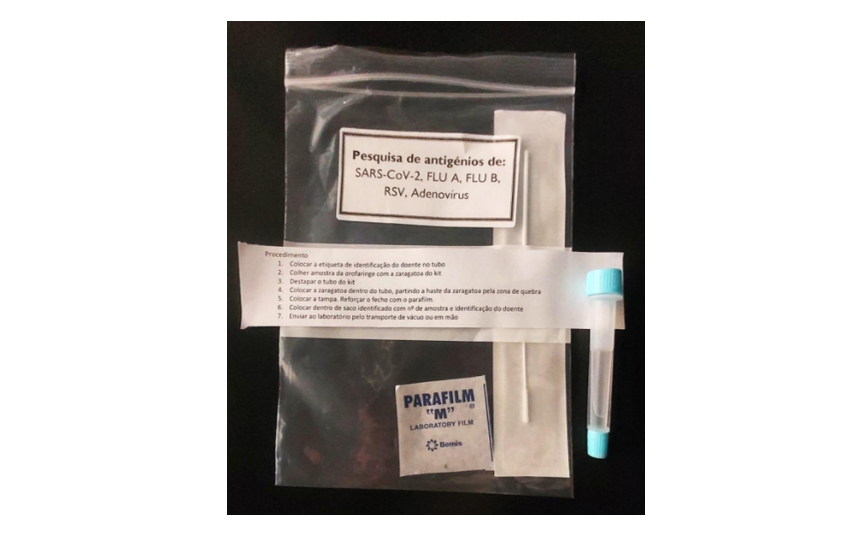 Pesquisa de antigénios de:
SARS-CoV-2, FLU A, FLU B,
RSV, Adenovírus
Procedimento:
1. Colocar a etiqueta de identificação do doente no tubo
2. Colher amostra da orofaringe com a zaragatoa do kit
3. Destapar o tubo do kit
4. Colocar a zaragatoa dentro do tubo, partindo a haste da zaragatoa pela zona de quebra
5. Colocar a tampa. Reforçar o fecho com o parafilm.
6. Colocar dentro de saco identificado com nº de amostra e identificação do doente
7. Enviar ao laboratório pelo transporte de vácuo ou em mão
PARAFILM
®
"M"
LABORATORY FILM
Bemis